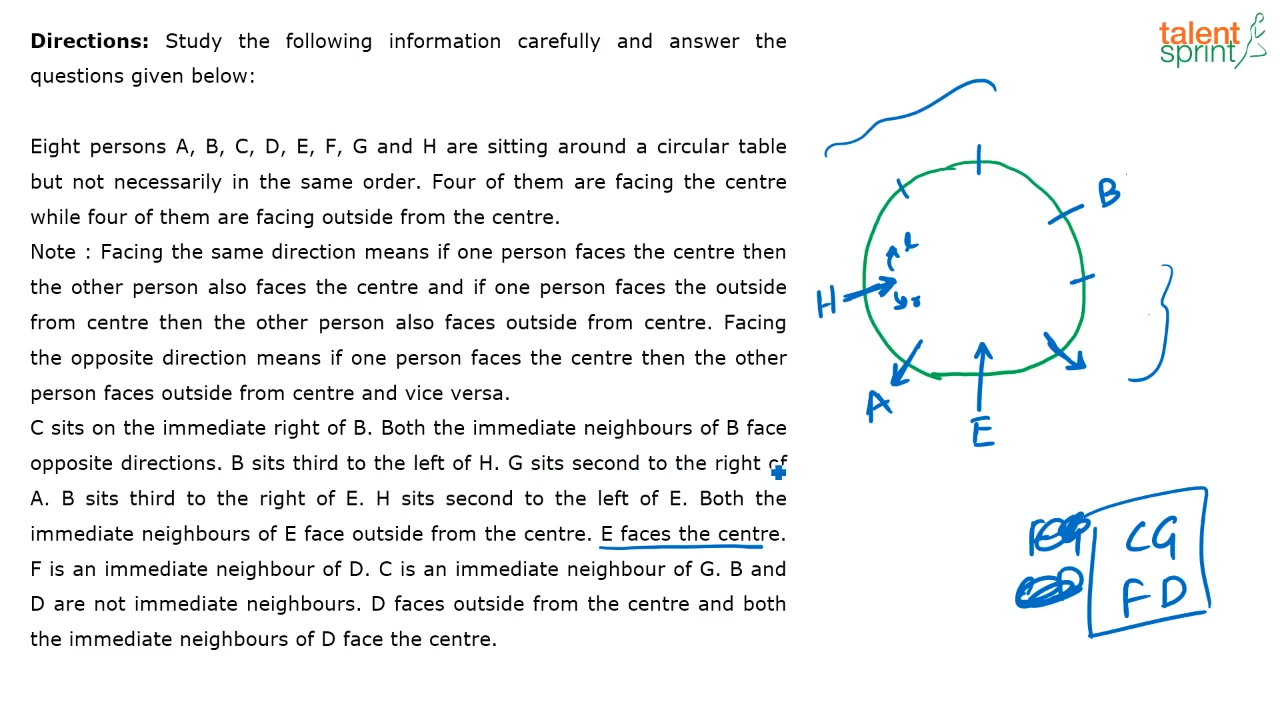 Directions: Study the following information carefully and answer the
questions given below:
Eight persons A, B, C, D, E, F, G and H are sitting around a circular table
but not necessarily in the same order. Four of them are facing the centre
while four of them are facing outside from the centre.
Note : Facing the same direction means if one person faces the centre then
the other person also faces the centre and if one person faces the outside
from centre then the other person also faces outside from centre. Facing
the opposite direction means if one person faces the centre then the other
person faces outside from centre and vice versa.
C sits on the immediate right of B. Both the immediate neighbours of B face
opposite directions. B sits third to the left of H. G sits second to the right of
A. B sits third to the right of E. H sits second to the left of E. Both the
immediate neighbours of E face outside from the centre. E faces the centre.
F is an immediate neighbour of D. C is an immediate neighbour of G. B and
D are not immediate neighbours. D faces outside from the centre and both
the immediate neighbours of D face the centre.
talent
sprint
B
l
H
r
A
E
CG
FD